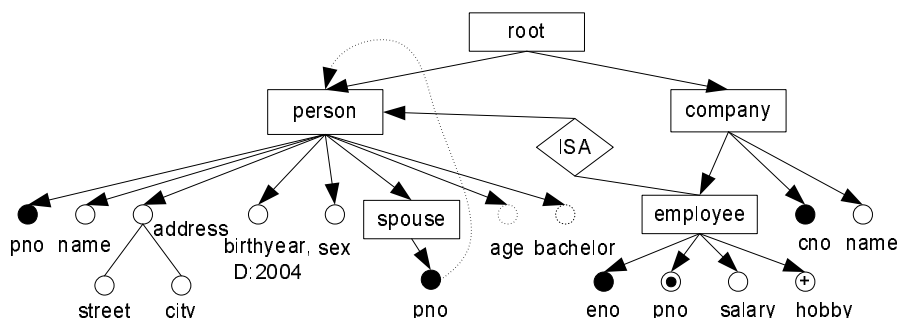 root
person
company
ISA
spouse
employee
pno
name
address
birthyear,
D:2004
sex
age
bachelor
cno
name
street
city
pno
eno
pno
salary
hobby